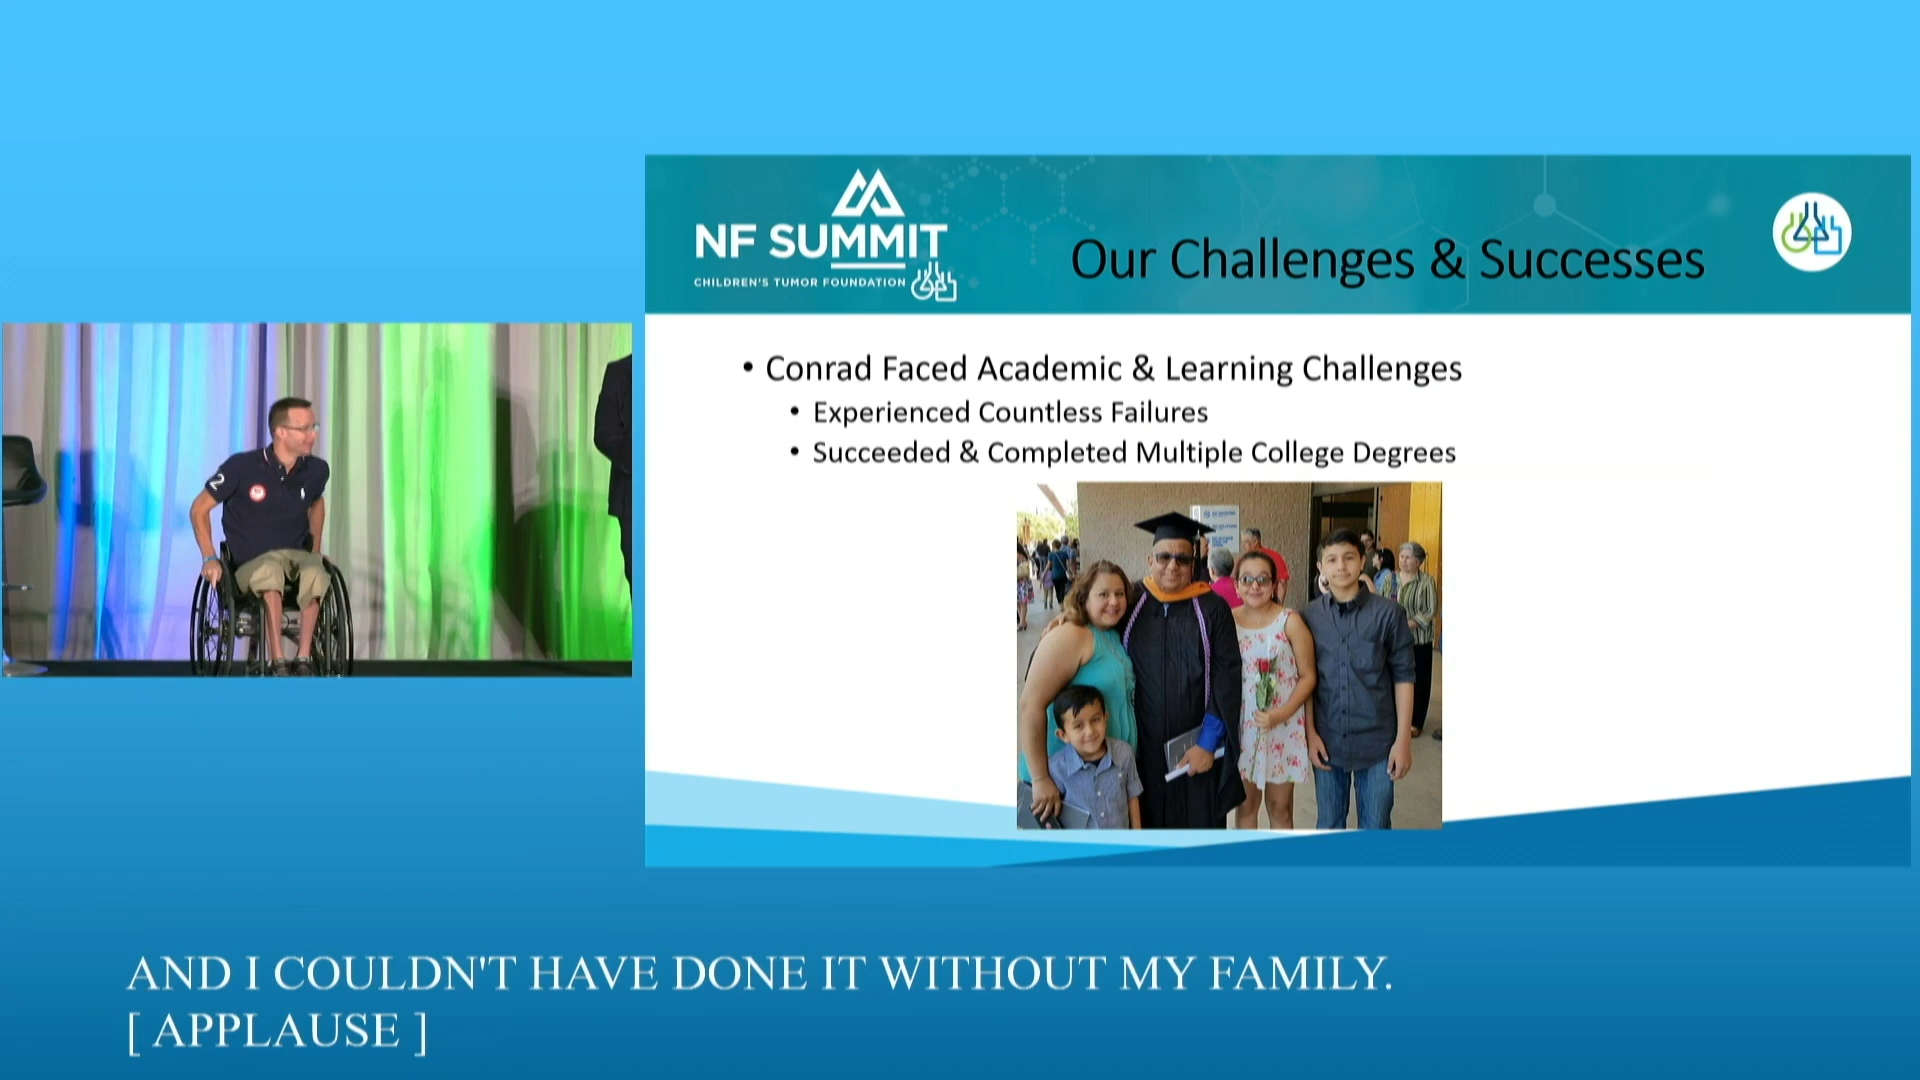 NF SUMMIT
CHILDREN'S TUMOR FOUNDATION
Our Challenges & Successes
• Conrad Faced Academic & Learning Challenges
• Experienced Countless Failures
• Succeeded & Completed Multiple College Degrees
2
AND I COULDN'T HAVE DONE IT WITHOUT MY FAMILY.
[ APPLAUSE ]